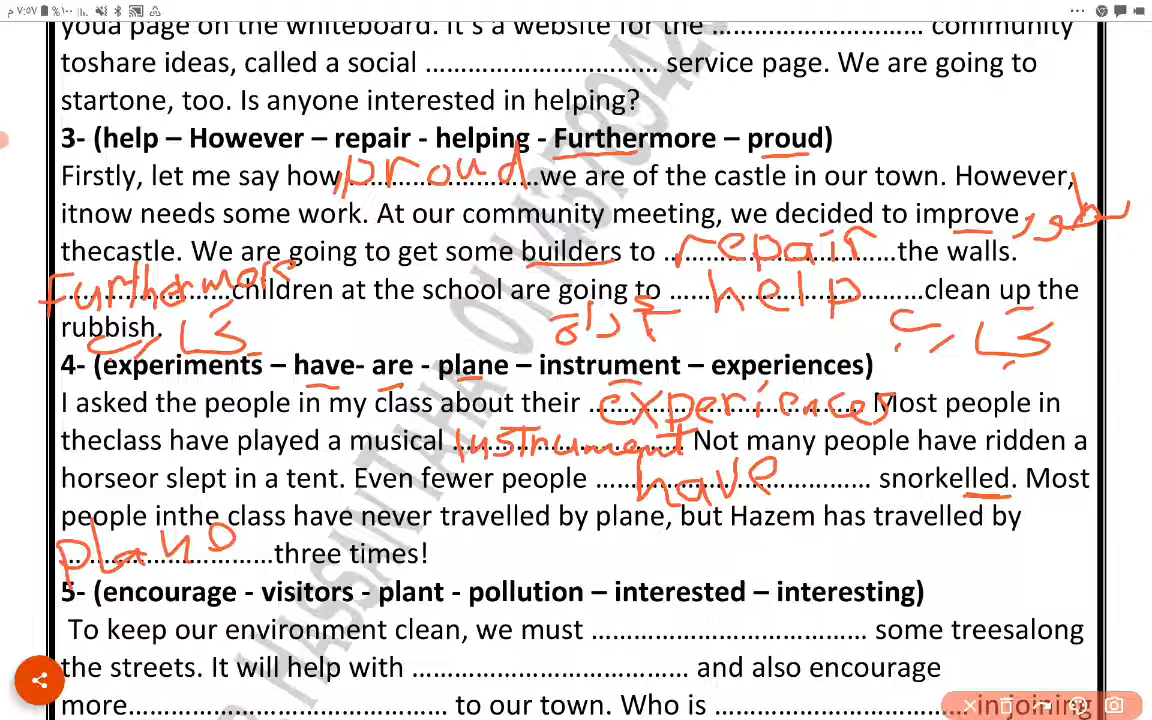 م ٧:٥٧ ٪١٠٠
youa page on the whiteboard. It's a website for the ………………………… community
toshare ideas, called a social ………………………… service page. We are going to
startone, too. Is anyone interested in helping?
3- (help – However – repair - helping - Furthermore – proud)
Firstly, let me say how proud we are of the castle in our town. However,
itnow needs some work. At our community meeting, we decided to improve يطور
thecastle. We are going to get some builders to repair the walls.
Furthermore children at the school are going to help clean up the
rubbish.
4- (experiments – have- are - plane – instrument – experiences)
I asked the people in my class about their experiences Most people in
theclass have played a musical instrument Not many people have ridden a
horseor slept in a tent. Even fewer people have snorkelled. Most
people inthe class have never travelled by plane, but Hazem has travelled by
plane three times!
5- (encourage - visitors - plant - pollution – interested – interesting)
To keep our environment clean, we must ………………………… some treesalong
the streets. It will help with ………………………… and also encourage
more………………………… to our town. Who is ………………………… injoining